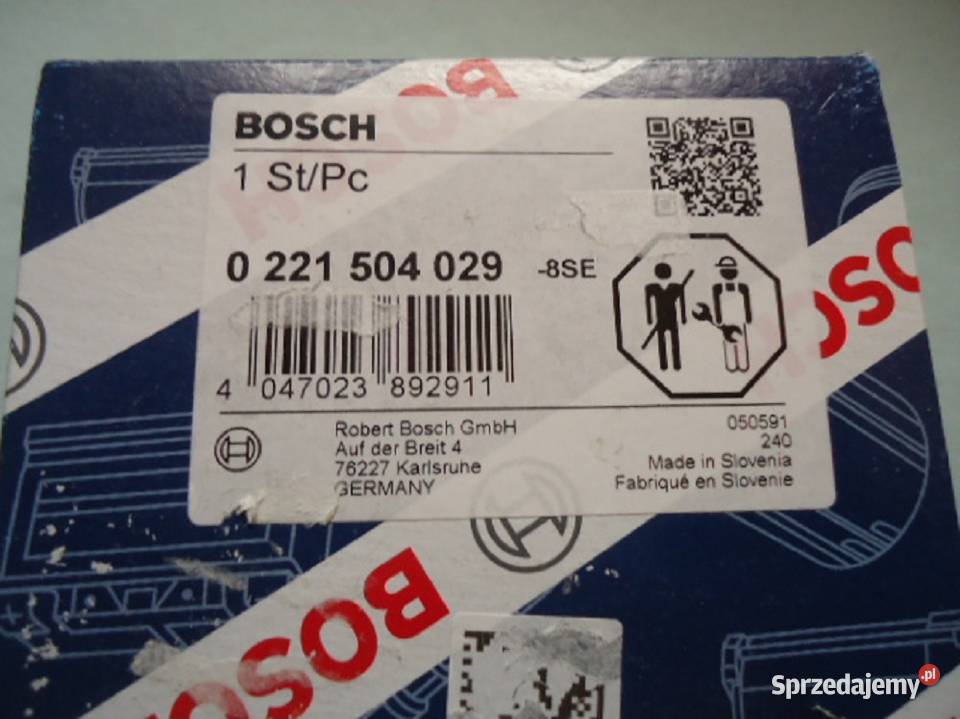 BOSCH
BOSCH
1 St/Pc
0 221 504 029 -8SE
BOSC
4 047023 892911
Robert Bosch GmbH
Auf der Breit 4
76227 Karlsruhe
GERMANY
050591
240
Made in Slovenia
Fabriqué en Slovenie
BOSCH
Sprzedajemy.pl